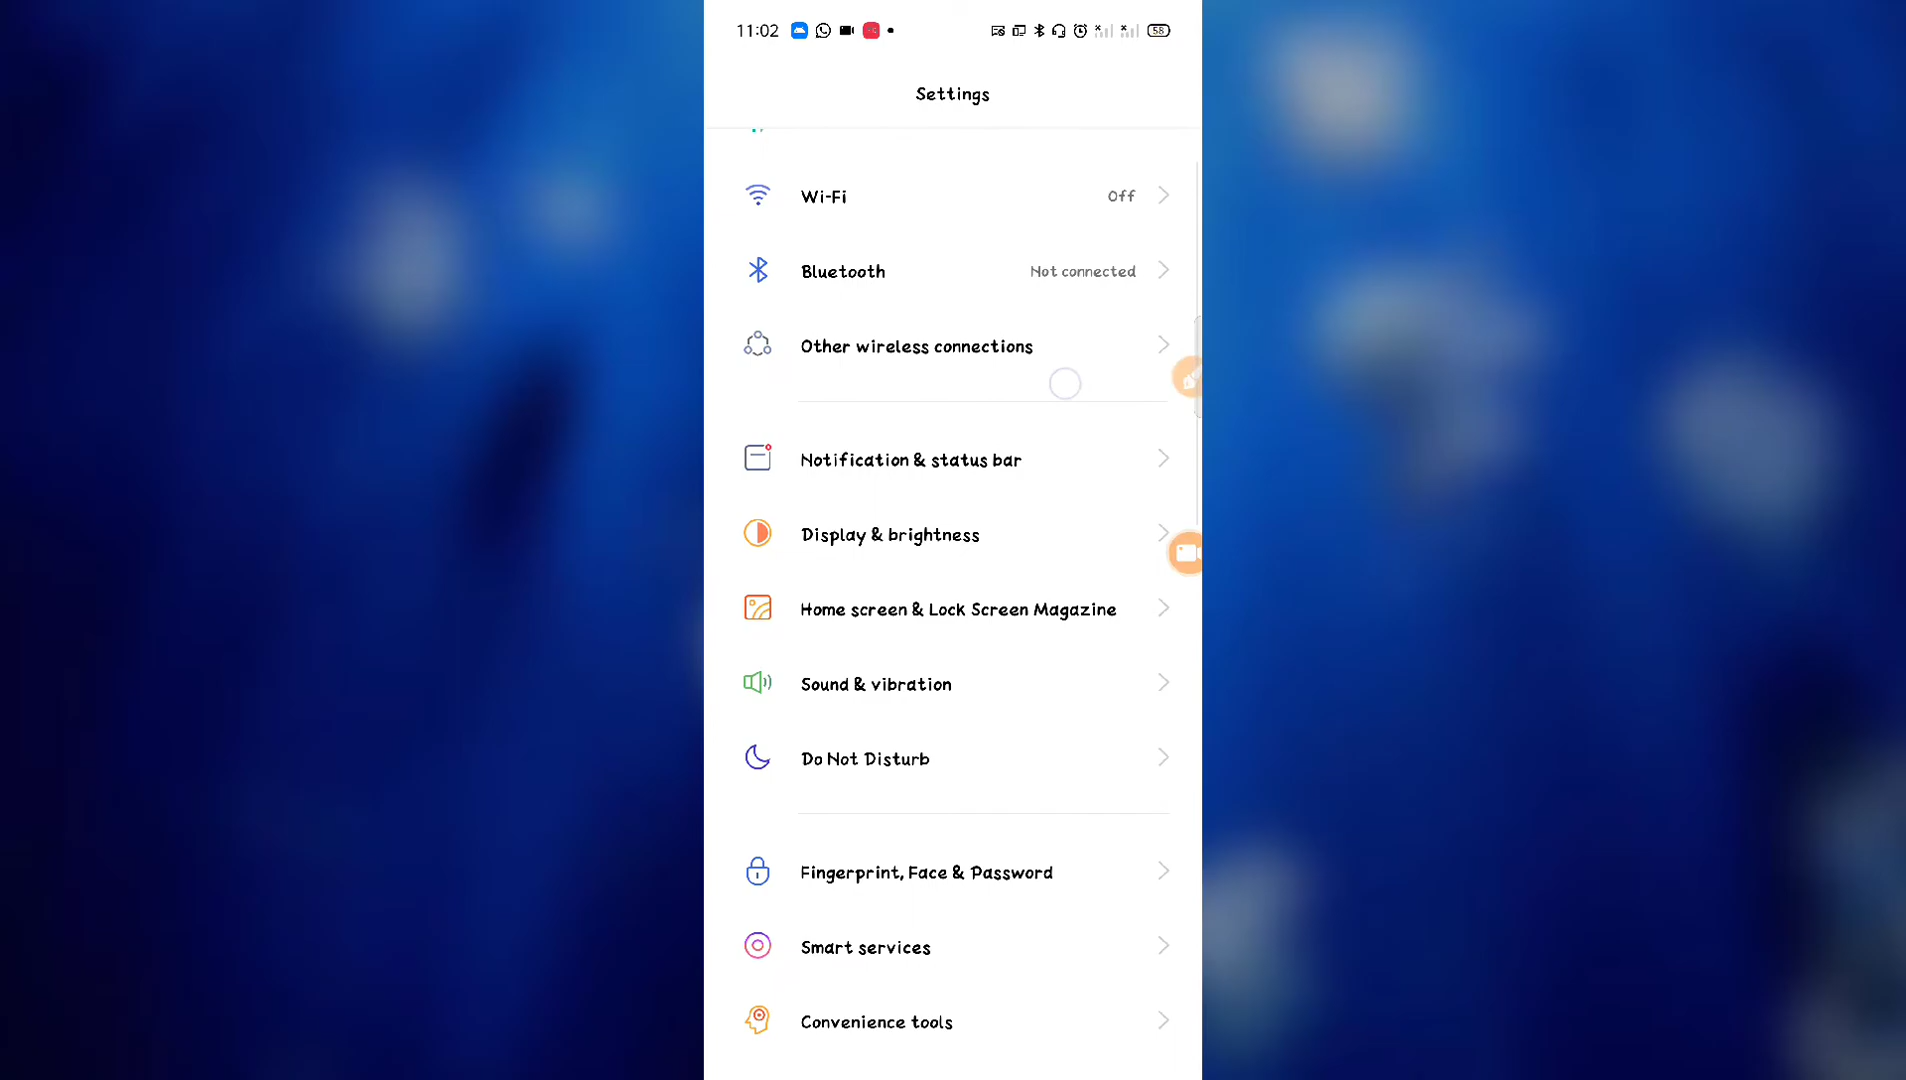 11:02
58
Settings
Wi-Fi Off
Bluetooth Not connected
Other wireless connections
Notification & status bar
Display & brightness
Home screen & Lock Screen Magazine
Sound & vibration
Do Not Disturb
Fingerprint, Face & Password
Smart services
Convenience tools